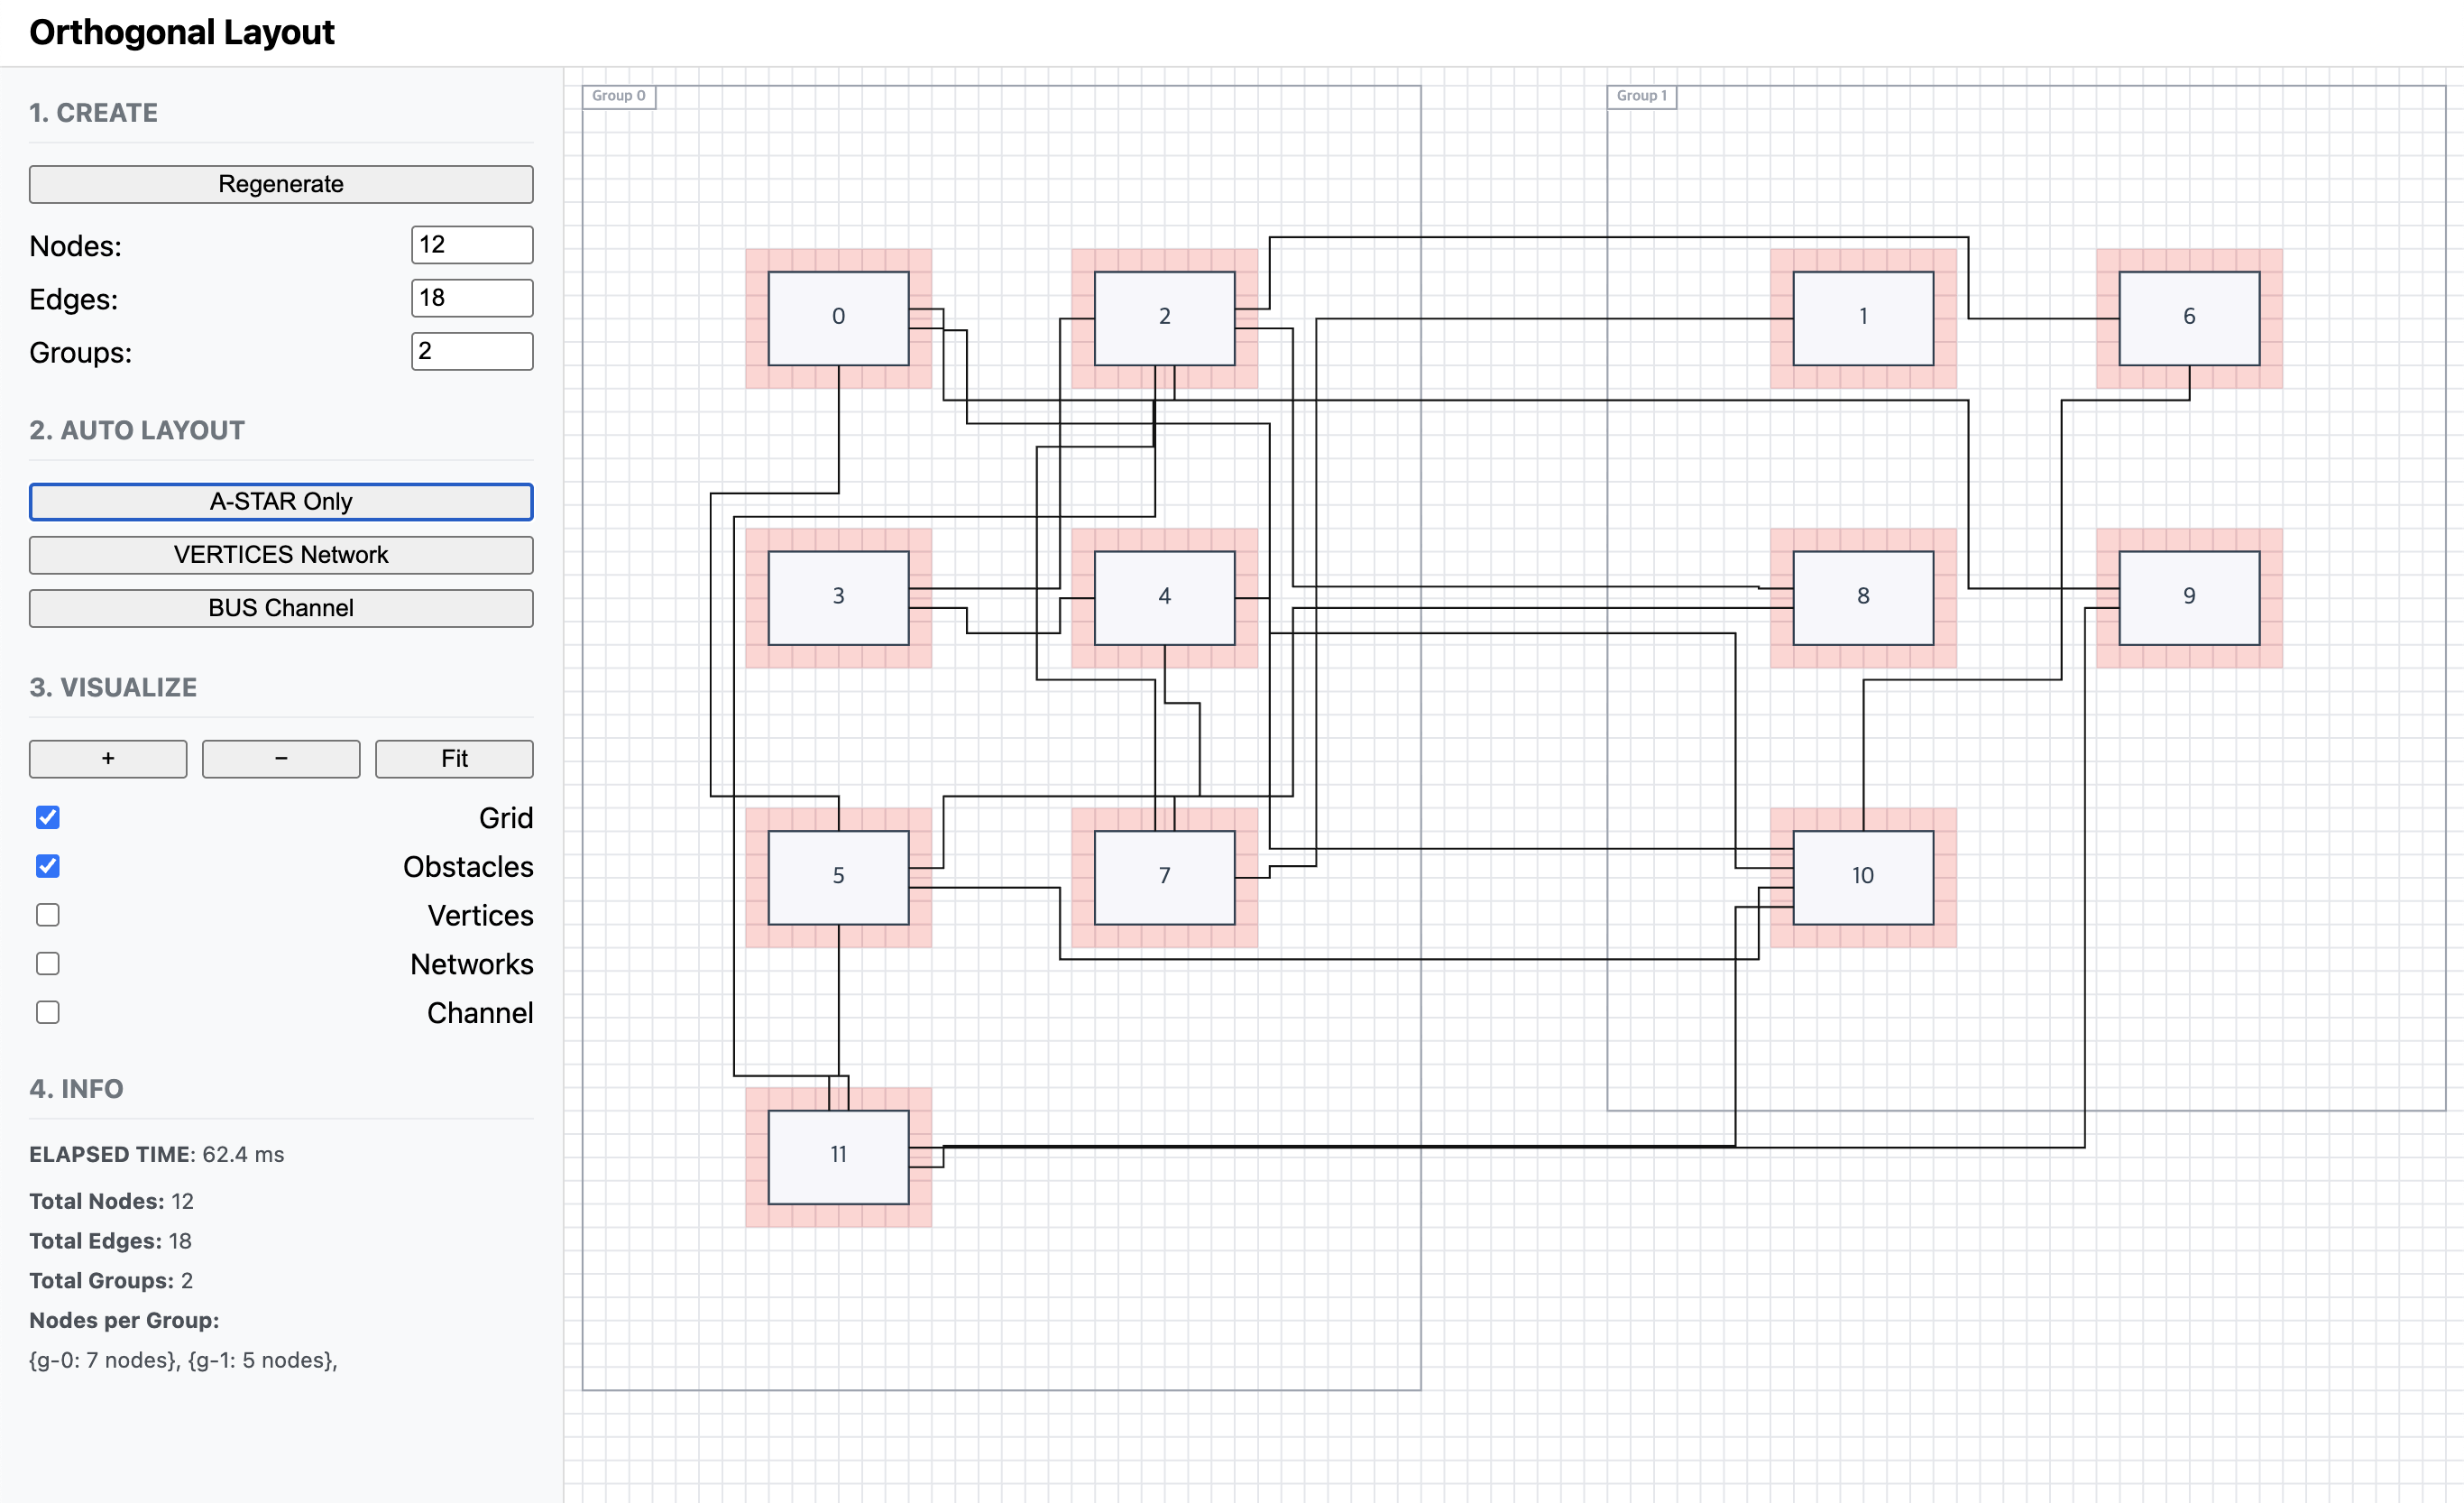 Orthogonal Layout
1. CREATE
Regenerate
Nodes: 12
Edges: 18
Groups: 2
2. AUTO LAYOUT
A-STAR Only
VERTICES Network
BUS Channel
3. VISUALIZE
+ − Fit
Grid
Obstacles
Vertices
Networks
Channel
4. INFO
ELAPSED TIME: 62.4 ms
Total Nodes: 12
Total Edges: 18
Total Groups: 2
Nodes per Group:
{g-0: 7 nodes}, {g-1: 5 nodes},
Group 0
Group 1
0 2 1 6
3 4 8 9
5 7 10
11